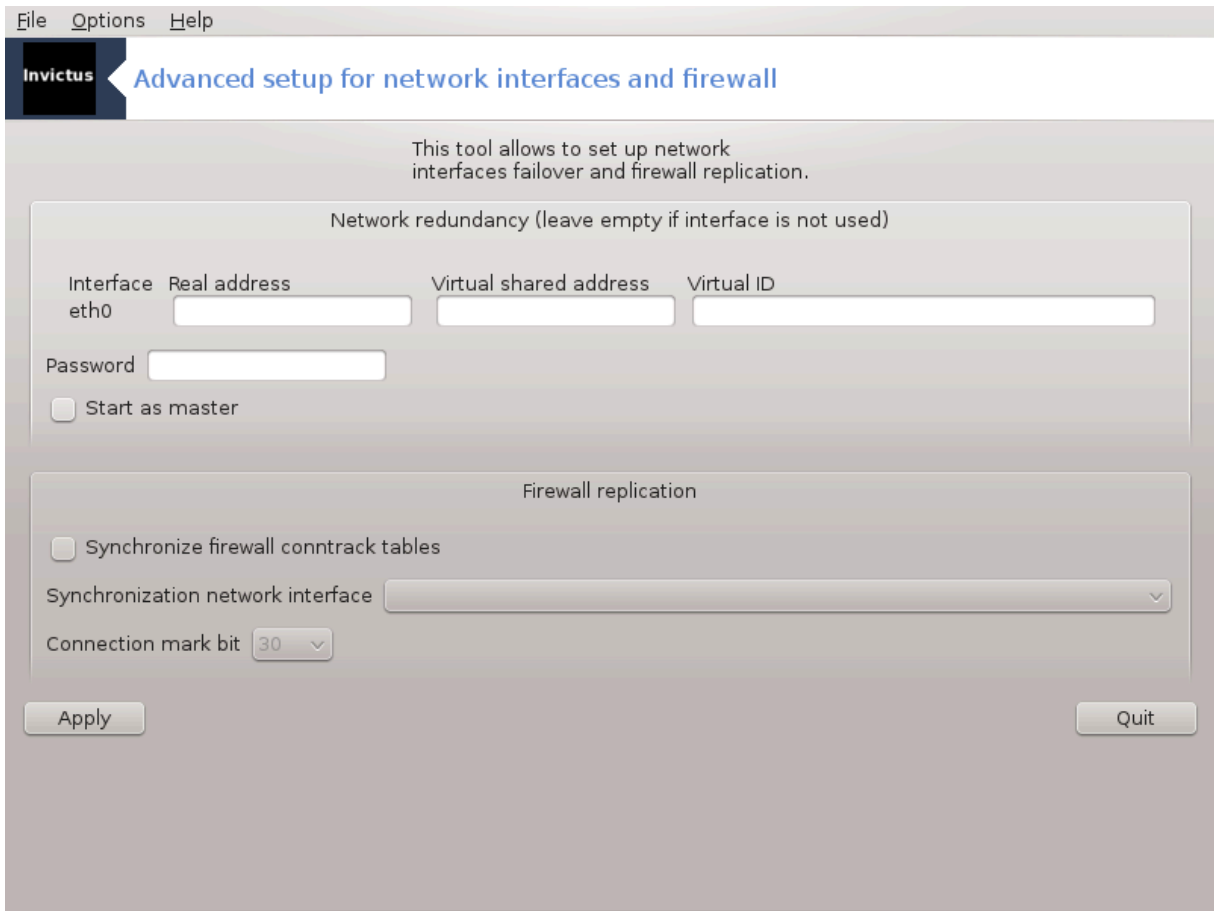 File Options Help
Invictus
Advanced setup for network interfaces and firewall
This tool allows to set up network
interfaces failover and firewall replication.
Network redundancy (leave empty if interface is not used)
Interface Real address Virtual shared address Virtual ID
eth0
Password
Start as master
Firewall replication
Synchronize firewall conntrack tables
Synchronization network interface
Connection mark bit 30
Apply Quit